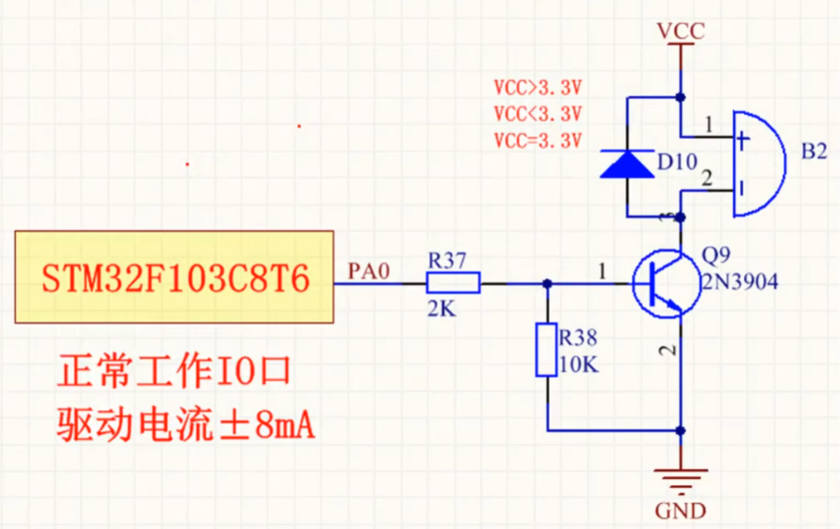 VCC
VCC>3.3V
VCC<3.3V
VCC=3.3V
1
B2
D10
2
3
STM32F103C8T6
PA0
R37
2K
1
Q9
2N3904
R38
10K
2
正常工作IO口
驱动电流±8mA
GND